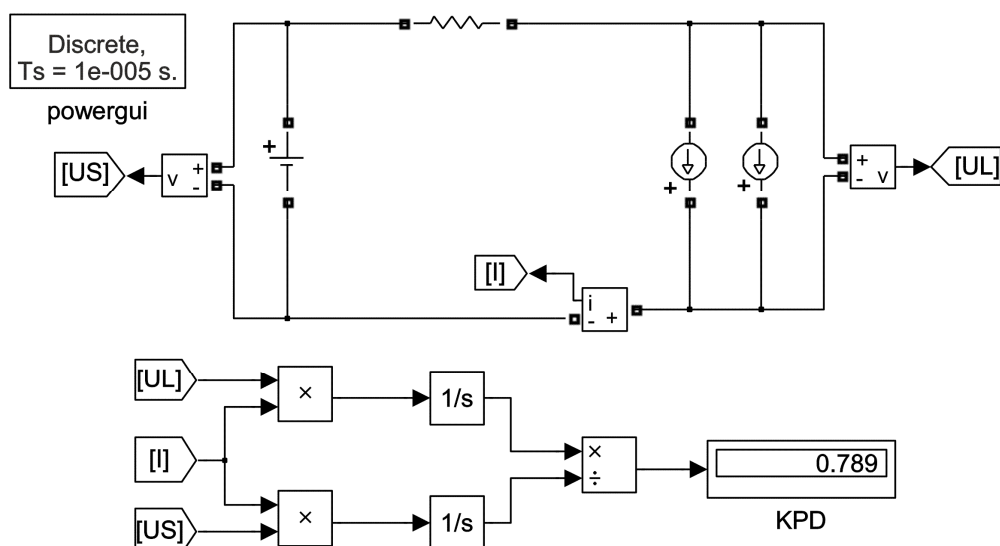 Discrete,
Ts = 1e-005 s.
powergui
[US]
v
+
-
+
+
+
+
-
v
[UL]
[I]
i
-
+
[UL]
×
1/s
[I]
×
÷
0.789
KPD
[US]
×
1/s